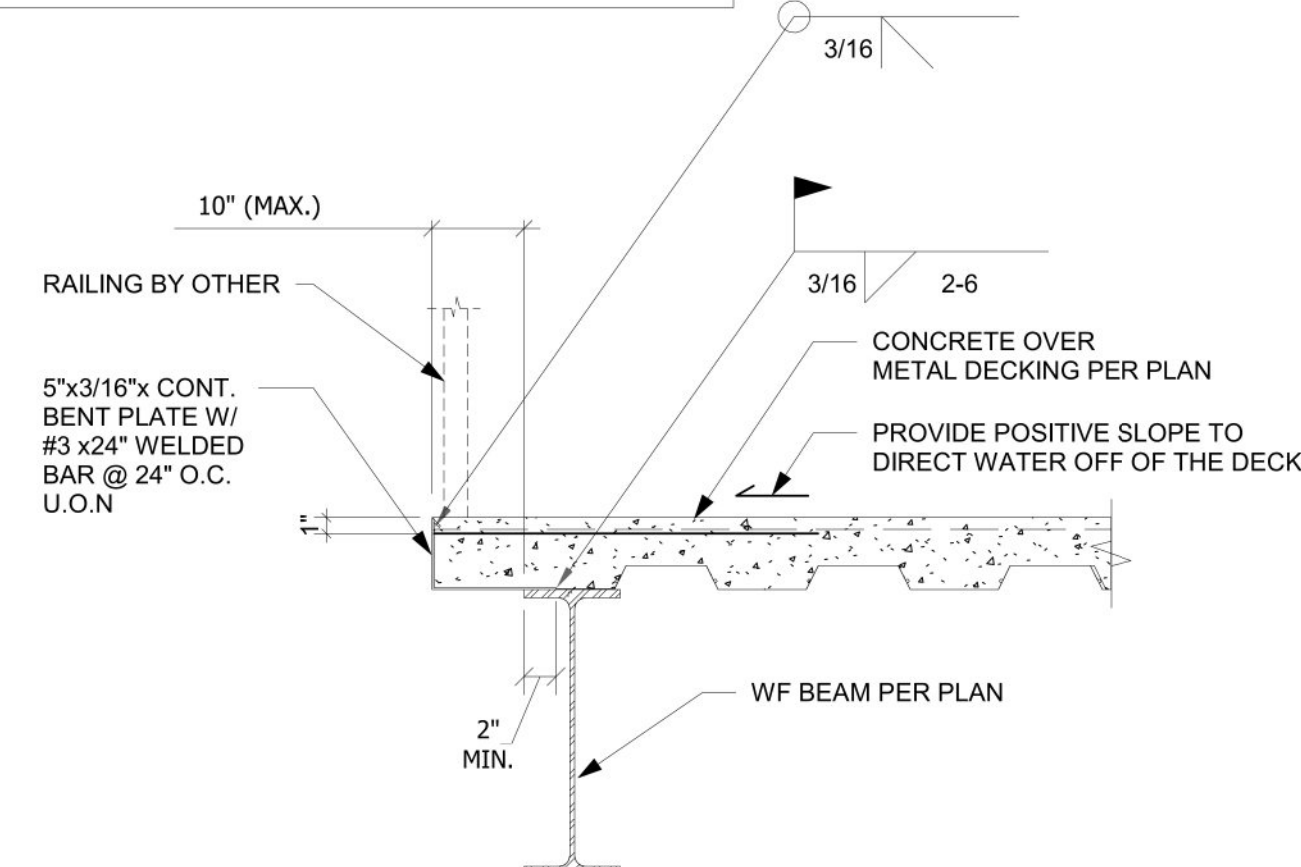 3/16
10" (MAX.)
RAILING BY OTHER
3/16
2-6
CONCRETE OVER
METAL DECKING PER PLAN
5"x3/16"x CONT.
BENT PLATE W/
#3 x24" WELDED
BAR @ 24" O.C.
U.O.N
PROVIDE POSITIVE SLOPE TO
DIRECT WATER OFF OF THE DECK
1"
WF BEAM PER PLAN
2"
MIN.